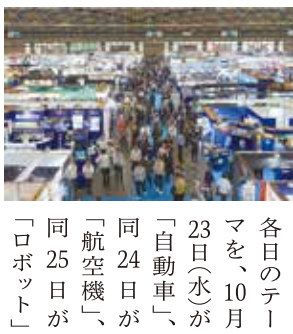 各日のテー
マを、10月
23日(水)が
「自動車」、
同24日が
「航空機」、
同25日が
「ロボット」